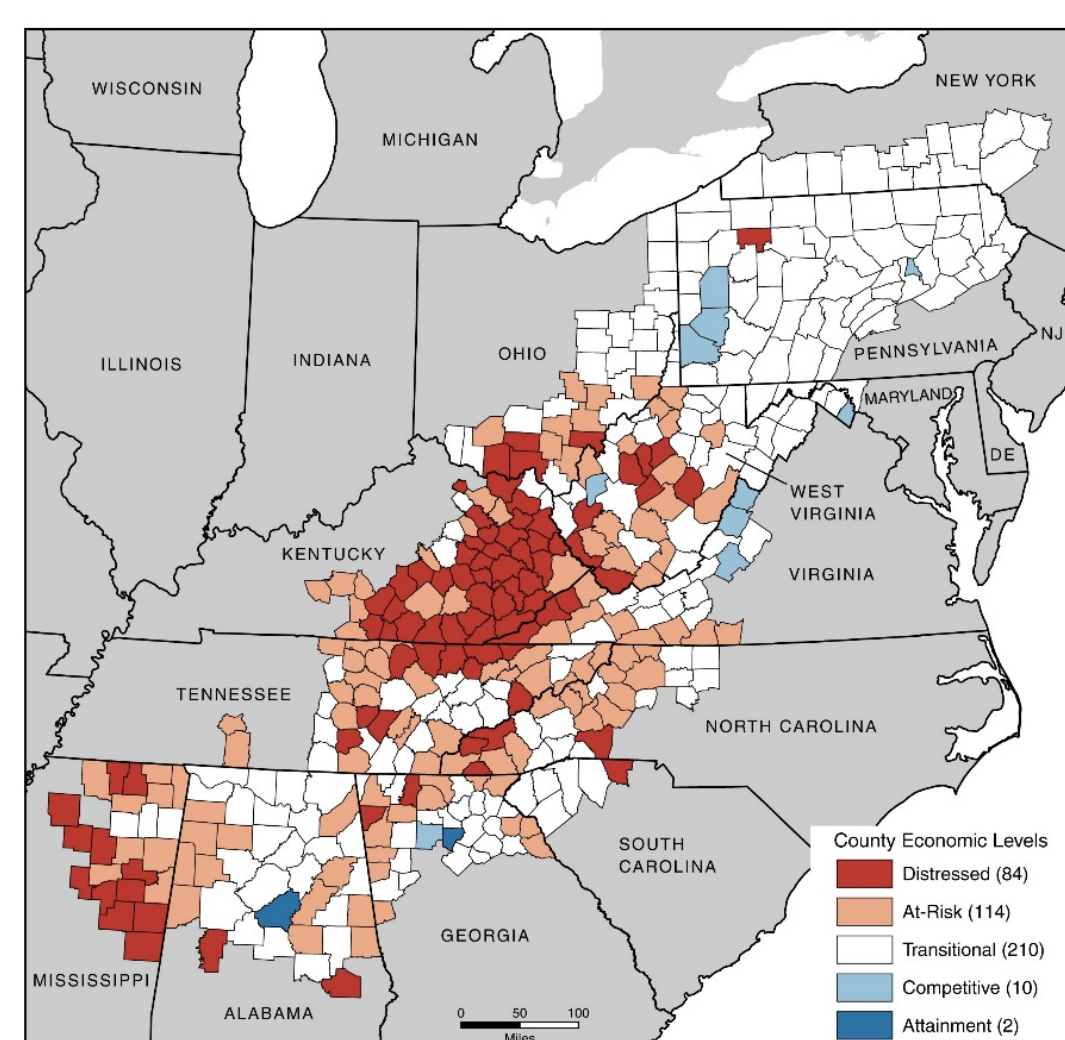 WISCONSIN
NEW YORK
MICHIGAN
ILLINOIS
INDIANA
OHIO
PENNSYLVANIA
NJ
MARYLAND
DE
WEST
VIRGINIA
KENTUCKY
VIRGINIA
TENNESSEE
NORTH CAROLINA
SOUTH
CAROLINA
GEORGIA
MISSISSIPPI
ALABAMA
0 50 100
Miles
County Economic Levels
Distressed (84)
At-Risk (114)
Transitional (210)
Competitive (10)
Attainment (2)